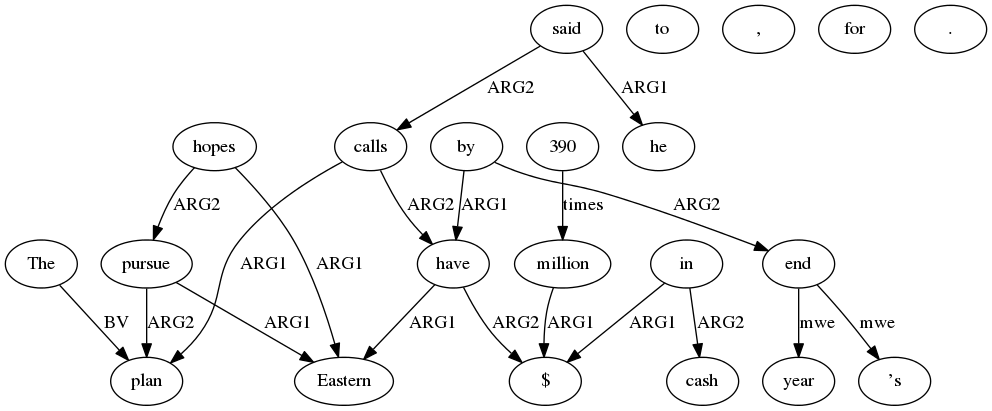 said to , for .
ARG2 ARG1
hopes calls by 390 he
ARG2 ARG2 ARG1 times ARG2
The pursue ARG1 ARG1 have million in end
BV ARG2 ARG1 ARG1 ARG2 ARG1 ARG1 ARG2 mwe mwe
plan Eastern $ cash year 's